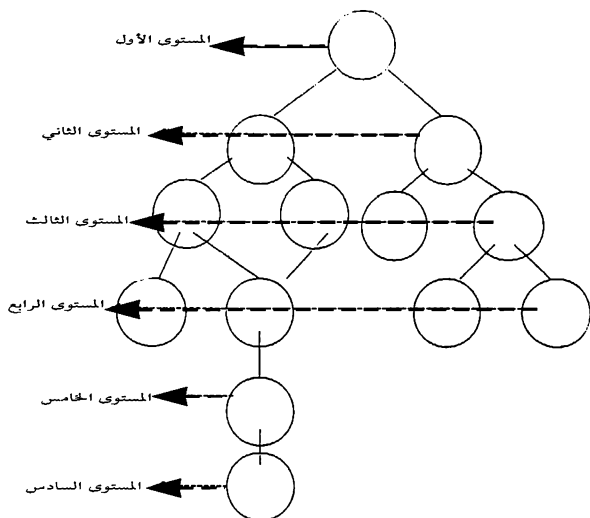 المستوى الأول
المستوى الثاني
المستوى الثالث
المستوى الرابع
المستوى الخامس
المستوى السادس